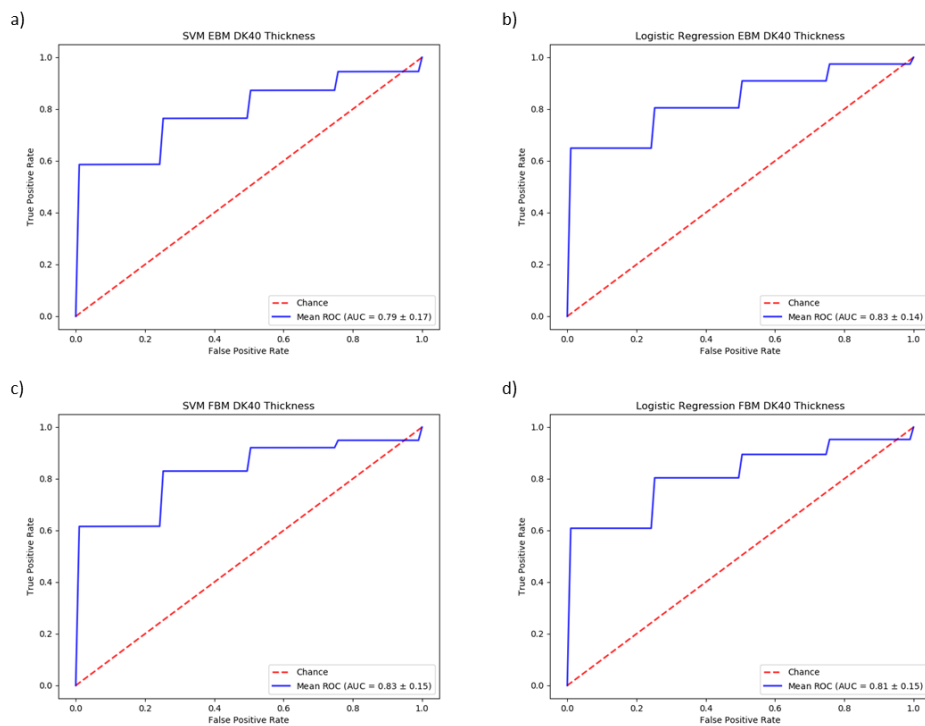 a)
SVM EBM DK40 Thickness
1.0
0.8
0.6
0.4
0.2
0.0
True Positive Rate
0.0 0.2 0.4 0.6 0.8 1.0
False Positive Rate
Chance
Mean ROC (AUC = 0.79 ± 0.17)
b)
Logistic Regression EBM DK40 Thickness
1.0
0.8
0.6
0.4
0.2
0.0
True Positive Rate
0.0 0.2 0.4 0.6 0.8 1.0
False Positive Rate
Chance
Mean ROC (AUC = 0.83 ± 0.14)
c)
SVM FBM DK40 Thickness
1.0
0.8
0.6
0.4
0.2
0.0
True Positive Rate
0.0 0.2 0.4 0.6 0.8 1.0
False Positive Rate
Chance
Mean ROC (AUC = 0.83 ± 0.15)
d)
Logistic Regression FBM DK40 Thickness
1.0
0.8
0.6
0.4
0.2
0.0
True Positive Rate
0.0 0.2 0.4 0.6 0.8 1.0
False Positive Rate
Chance
Mean ROC (AUC = 0.81 ± 0.15)